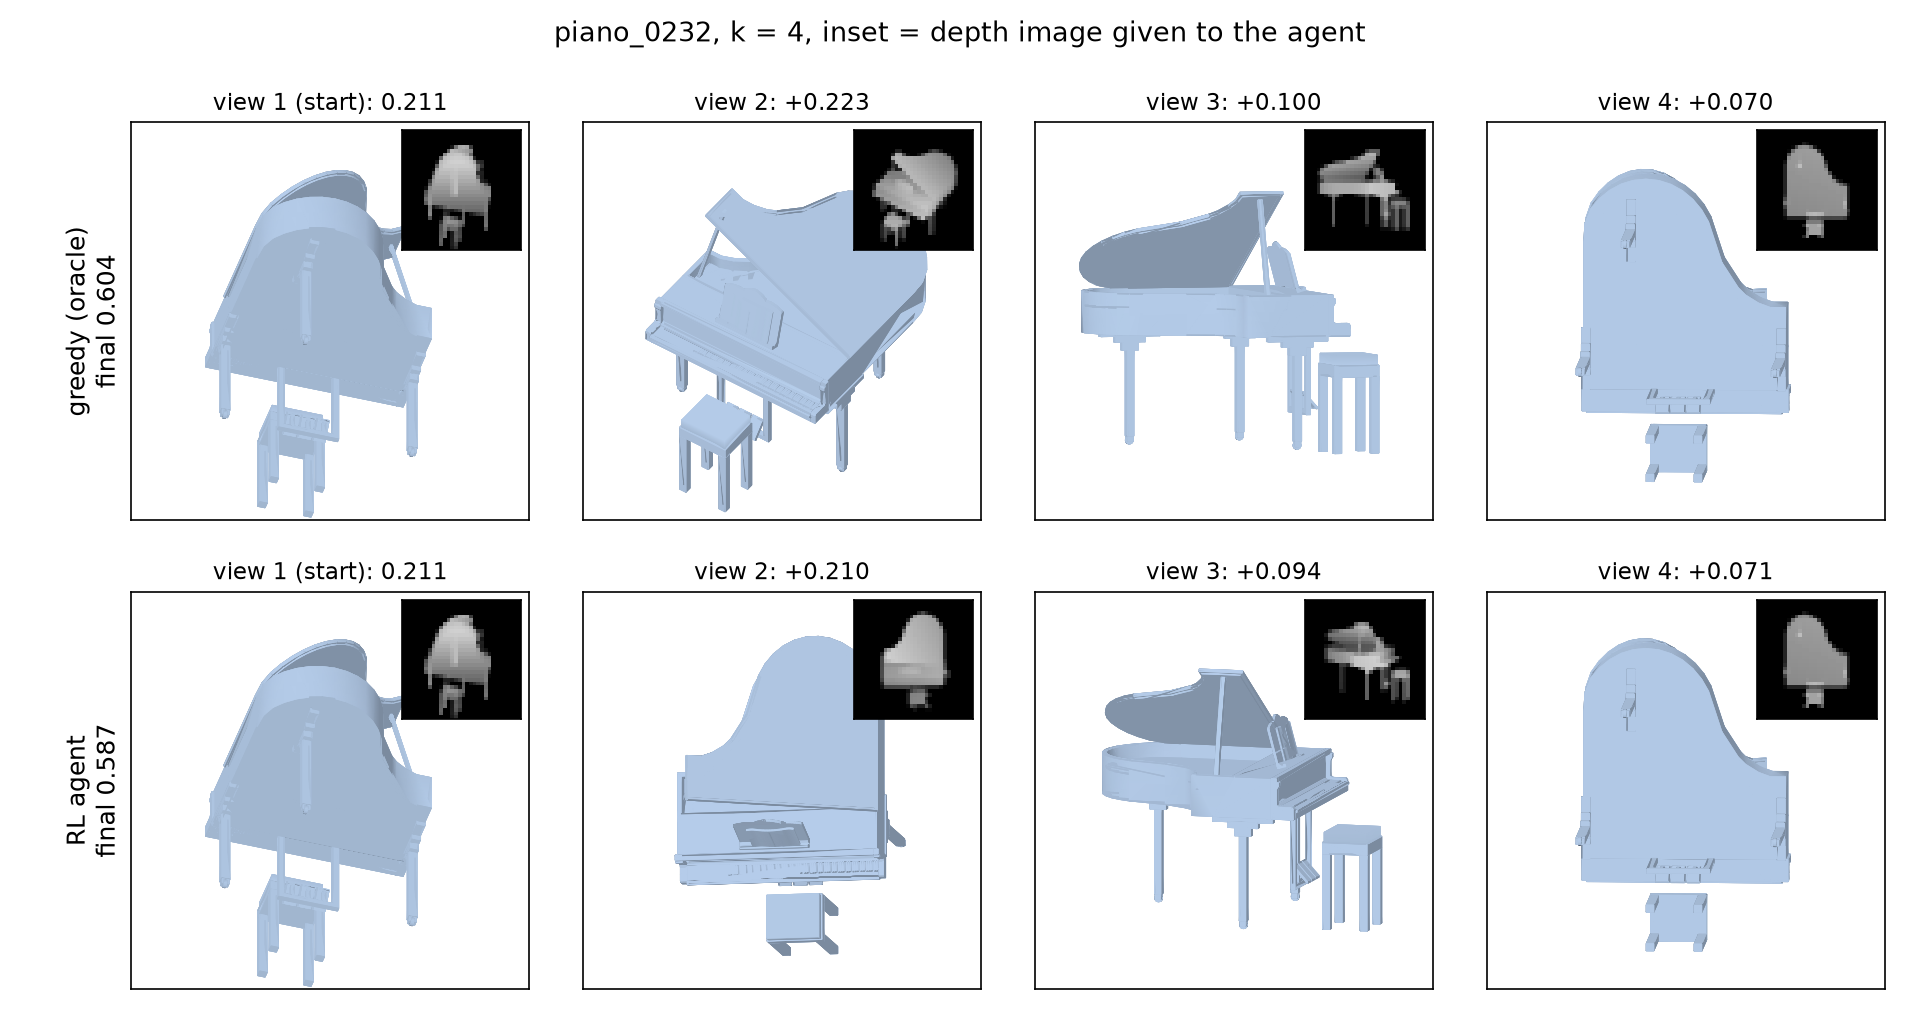 piano_0232, k = 4, inset = depth image given to the agent
view 1 (start): 0.211
view 2: +0.223
view 3: +0.100
view 4: +0.070
greedy (oracle)
final 0.604
view 1 (start): 0.211
view 2: +0.210
view 3: +0.094
view 4: +0.071
RL agent
final 0.587